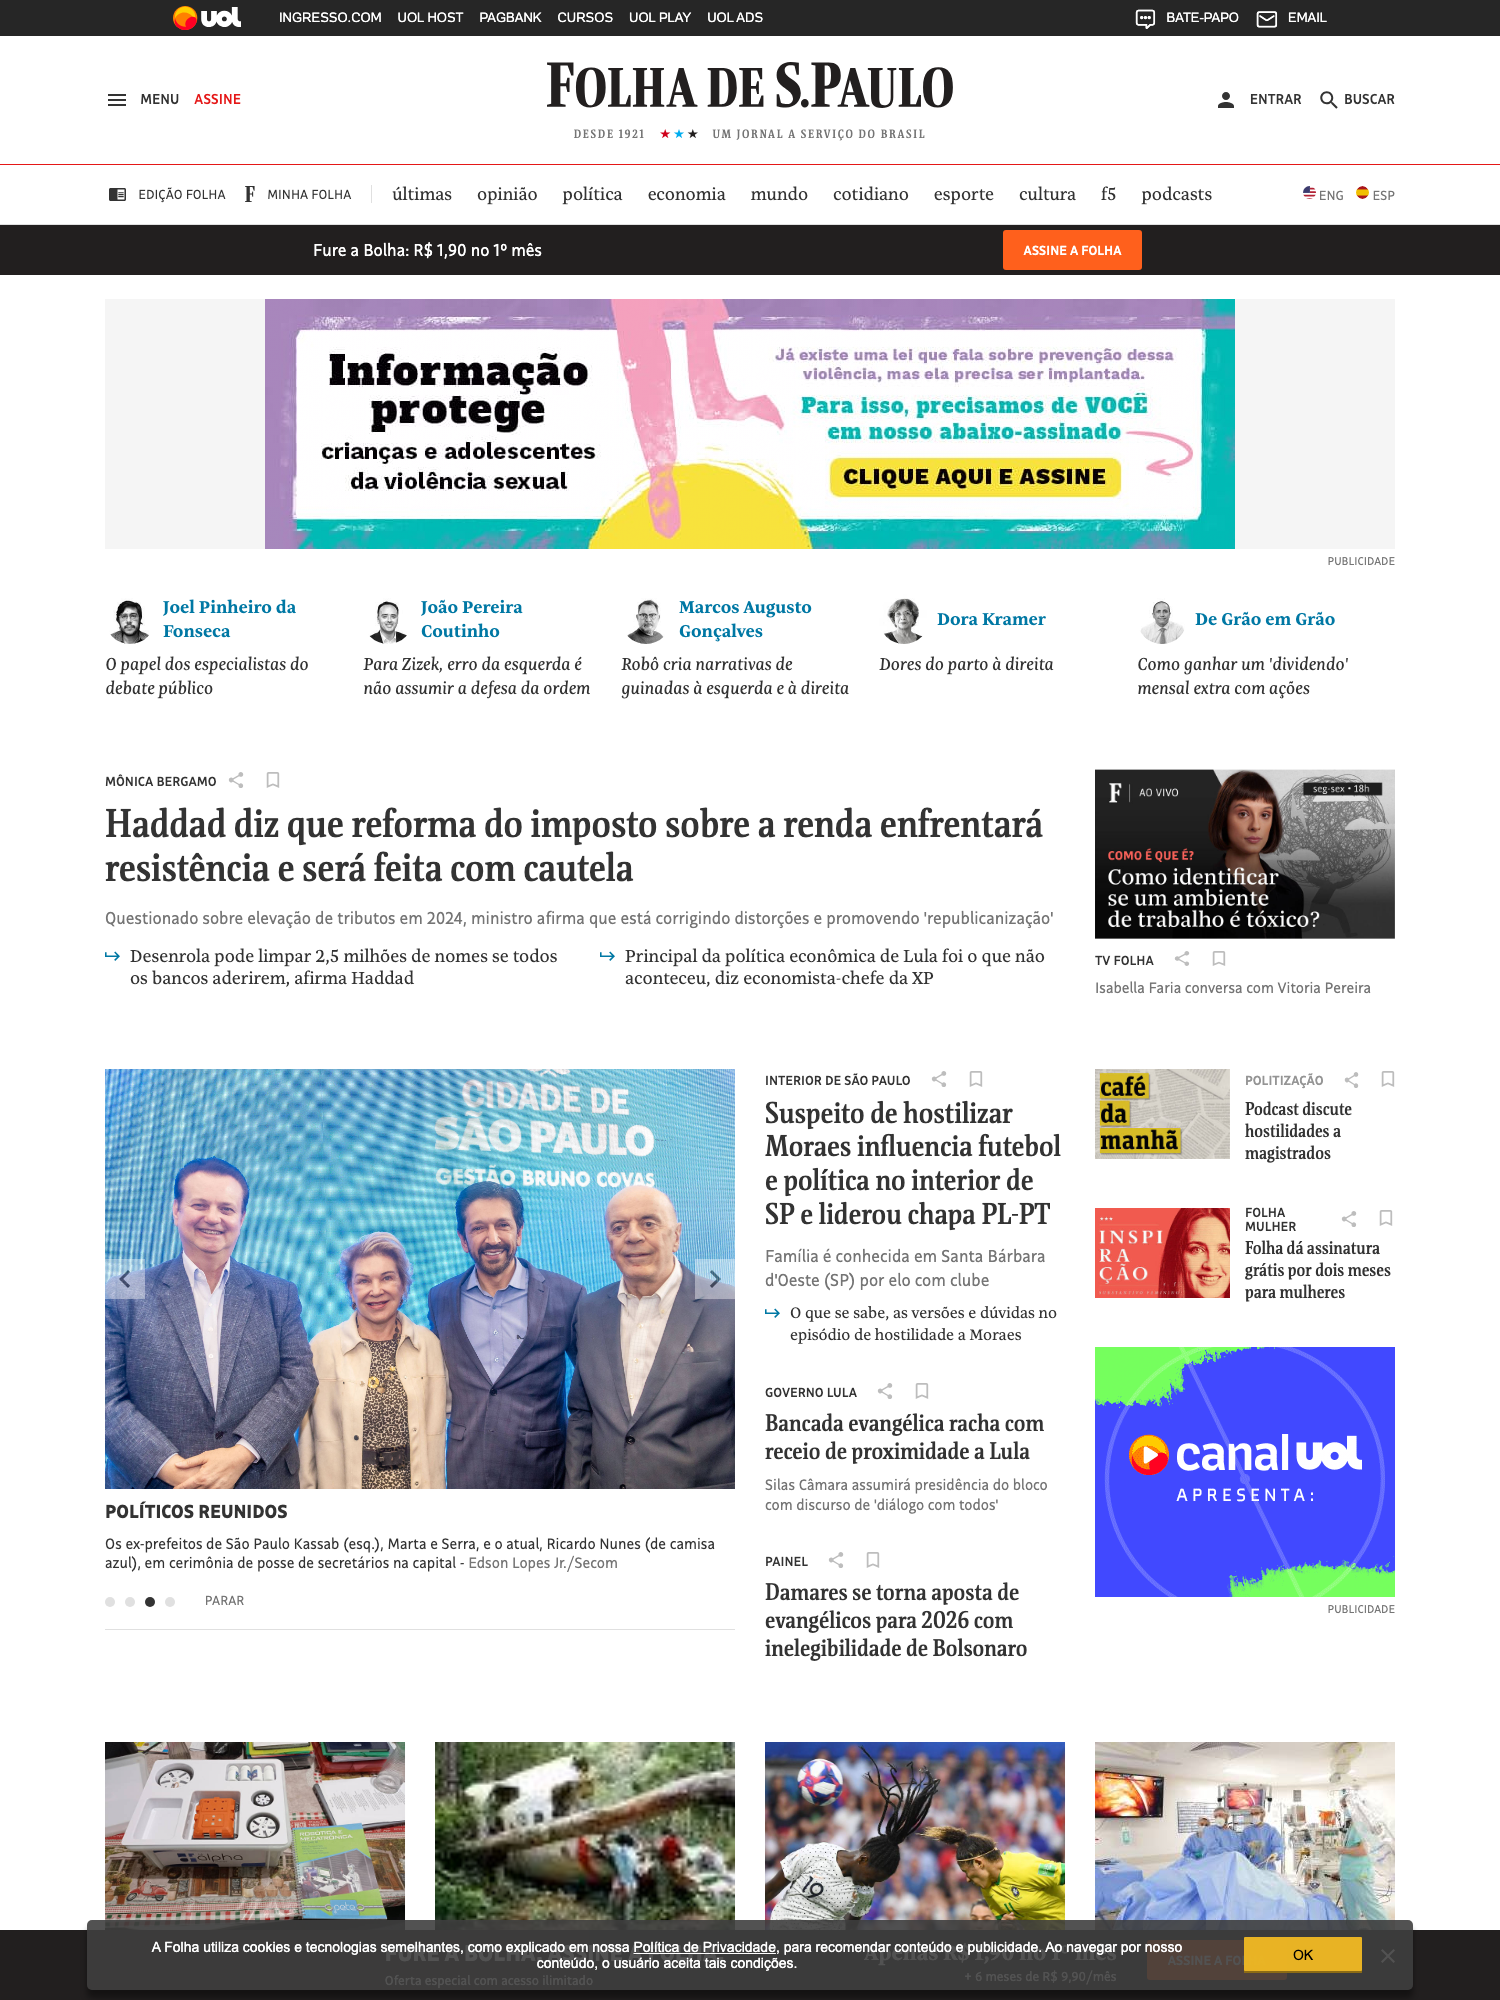 uol INGRESSO.COM UOL HOST PAGBANK CURSOS UOL PLAY UOL ADS BATE-PAPO EMAIL
MENU ASSINE
FOLHA DE S.PAULO
DESDE 1921 ★★★ UM JORNAL A SERVIÇO DO BRASIL
ENTRAR BUSCAR
EDIÇÃO FOLHA F MINHA FOLHA últimas opinião política economia mundo cotidiano esporte cultura f5 podcasts ENG ESP
Fure a Bolha: R$ 1,90 no 1º mês ASSINE A FOLHA
Informação
protege
crianças e adolescentes
da violência sexual
Já existe uma lei que fala sobre prevenção dessa
violência, mas ela precisa ser implantada.
Para isso, precisamos de VOCÊ
em nosso abaixo-assinado
CLIQUE AQUI E ASSINE
PUBLICIDADE
Joel Pinheiro da
Fonseca
O papel dos especialistas do
debate público
João Pereira
Coutinho
Para Zizek, erro da esquerda é
não assumir a defesa da ordem
Marcos Augusto
Gonçalves
Robô cria narrativas de
guinadas à esquerda e à direita
Dora Kramer
Dores do parto à direita
De Grão em Grão
Como ganhar um 'dividendo'
mensal extra com ações
MÔNICA BERGAMO
Haddad diz que reforma do imposto sobre a renda enfrentará
resistência e será feita com cautela
Questionado sobre elevação de tributos em 2024, ministro afirma que está corrigindo distorções e promovendo 'republicanização'
Desenrola pode limpar 2,5 milhões de nomes se todos
os bancos aderirem, afirma Haddad
Principal da política econômica de Lula foi o que não
aconteceu, diz economista-chefe da XP
F AO VIVO
seg-sex • 18h
COMO É QUE É?
Como identificar
se um ambiente
de trabalho é tóxico?
TV FOLHA
Isabella Faria conversa com Vitoria Pereira
CIDADE DE
SÃO PAULO
GESTÃO BRUNO COVAS
POLÍTICOS REUNIDOS
Os ex-prefeitos de São Paulo Kassab (esq.), Marta e Serra, e o atual, Ricardo Nunes (de camisa
azul), em cerimônia de posse de secretários na capital - Edson Lopes Jr./Secom
PARAR
INTERIOR DE SÃO PAULO
Suspeito de hostilizar
Moraes influencia futebol
e política no interior de
SP e liderou chapa PL-PT
Família é conhecida em Santa Bárbara
d'Oeste (SP) por elo com clube
O que se sabe, as versões e dúvidas no
episódio de hostilidade a Moraes
GOVERNO LULA
Bancada evangélica racha com
receio de proximidade a Lula
Silas Câmara assumirá presidência do bloco
com discurso de 'diálogo com todos'
PAINEL
Damares se torna aposta de
evangélicos para 2026 com
inelegibilidade de Bolsonaro
café
da
manhã
POLITIZAÇÃO
Podcast discute
hostilidades a
magistrados
INSPI
RA
ÇÃO
FOLHA
MULHER
Folha dá assinatura
grátis por dois meses
para mulheres
canal uol
APRESENTA:
PUBLICIDADE
ROBÓTICA E
MECATRÔNICA
alpha
pete
19
A Folha utiliza cookies e tecnologias semelhantes, como explicado em nossa Política de Privacidade, para recomendar conteúdo e publicidade. Ao navegar por nosso
conteúdo, o usuário aceita tais condições.
OK
Oferta especial com acesso ilimitado
Apenas R$ 1,90 no 1º mês
+ 6 meses de R$ 9,90/mês
ASSINE A FO